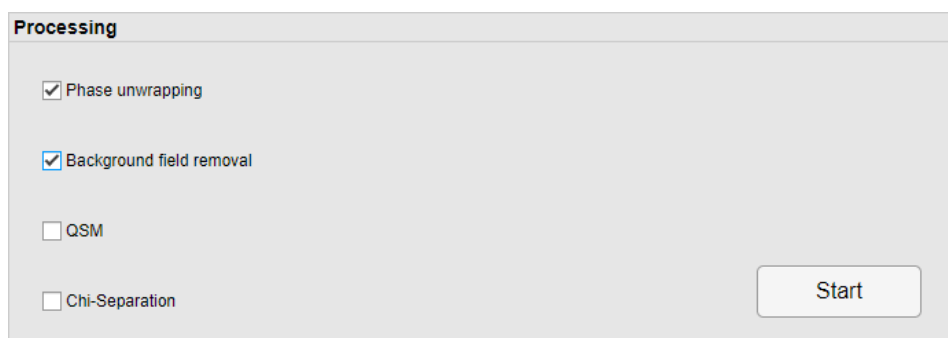 Processing
Phase unwrapping
Background field removal
QSM
Chi-Separation
Start